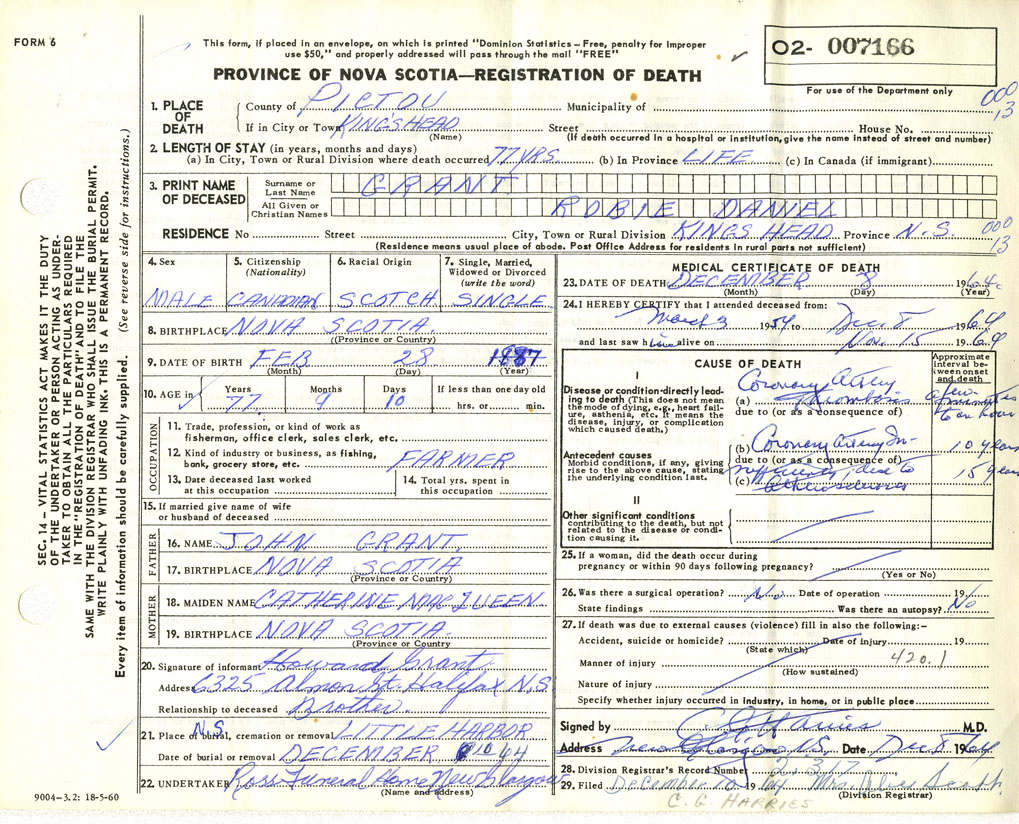 FORM 6
This form, if placed in an envelope, on which is printed "Dominion Statistics – Free, penalty for improper
use $50," and properly addressed will pass through the mail "FREE"
02- 007166
For use of the Department only
PROVINCE OF NOVA SCOTIA—REGISTRATION OF DEATH
000
13
1. PLACE OF DEATH
County of PICTOU Municipality of
If in City or Town KINGSHEAD Street House No.
(Name) (If death occurred in a hospital or institution, give the name instead of street and number)
2. LENGTH OF STAY (in years, months and days)
(a) In City, Town or Rural Division where death occurred 77 YRS (b) In Province LIFE (c) In Canada (if immigrant)
3. PRINT NAME OF DECEASED
Surname or Last Name GRANT
All Given or Christian Names ROBIE DANIEL
RESIDENCE No Street City, Town or Rural Division KINGS HEAD Province N.S.
000
13
(Residence means usual place of abode. Post Office Address for residents in rural parts not sufficient)
SEC. 14 – VITAL STATISTICS ACT MAKES IT THE DUTY
OF THE UNDERTAKER OR PERSON ACTING AS UNDER-
TAKER TO OBTAIN ALL THE PARTICULARS REQUIRED
IN THE "REGISTRATION OF DEATH" AND TO FILE THE
SAME WITH THE DIVISION REGISTRAR WHO SHALL ISSUE THE BURIAL PERMIT.
WRITE PLAINLY WITH UNFADING INK. THIS IS A PERMANENT RECORD.
Every item of information should be carefully supplied. (See reverse side for instructions.)
4. Sex 5. Citizenship (Nationality) 6. Racial Origin 7. Single, Married, Widowed or Divorced (write the word)
MALE CANADIAN SCOTCH SINGLE
8. BIRTHPLACE NOVA SCOTIA.
((Province or Country)
9. DATE OF BIRTH FEB 28 1887
(Month) (Day) (Year)
10. AGE in Years Months Days If less than one day old
77 9 10 hrs. or min.
OCCUPATION
11. Trade, profession, or kind of work as
fisherman, office clerk, sales clerk, etc.
12. Kind of industry or business, as fishing,
bank, grocery store, etc. FARMER
13. Date deceased last worked
at this occupation
14. Total yrs. spent in
this occupation
15. If married give name of wife
or husband of deceased
FATHER
16. NAME JOHN GRANT.
17. BIRTHPLACE NOVA SCOTIA
(Province or Country)
MOTHER
18. MAIDEN NAME CATHERINE MACQUEEN
19. BIRTHPLACE NOVA SCOTIA.
(Province or Country)
20. Signature of informant Howard Grant
Address 6325 Almon St. Halifax N.S.
Relationship to deceased Brother.
21. Place of burial, cremation or removal LITTLE HARBOR
N.S.
Date of burial or removal DECEMBER 10 64
22. UNDERTAKER Ross Funeral Home New Glasgow
(Name and address)
9004–3.2: 18-5-60
MEDICAL CERTIFICATE OF DEATH
23. DATE OF DEATH DECEMBER 8 1964
(Month) (Day) (Year)
24. I HEREBY CERTIFY that I attended deceased from:
March 3 1954 to Dec 8 1964
and last saw him alive on Nov. 15 1964
CAUSE OF DEATH
Approximate interval between onset and death
I
Disease or condition directly lead-
ing to death (This does not mean
the mode of dying, e.g., heart fail-
ure, asthenia, etc. It means the
disease, injury, or complication
which caused death.)
(a) Coronary Artery Thrombosis a few minutes to an hour
due to (or as a consequence of)
Antecedent causes
Morbid conditions, if any, giving
rise to the above cause, stating
the underlying condition last.
(b) Coronary Artery In- 10 years
due to (or as a consequence of)
sufficiency, due to 15 years
(c) Atherosclerosis
II
Other significant conditions
contributing to the death, but not
related to the disease or condi-
tion causing it.
25. If a woman, did the death occur during
pregnancy or within 90 days following pregnancy?
(Yes or No)
26. Was there a surgical operation? No Date of operation 19
State findings Was there an autopsy? No
27. If death was due to external causes (violence) fill in also the following:–
Accident, suicide or homicide? Date of injury 19
(State which)
Manner of injury 420.1
(How sustained)
Nature of injury
Specify whether injury occurred in industry, in home, or in public place
Signed by C G Harries M.D.
Address New Glasgow N.S. Date Dec 8 1964
28. Division Registrar's Record Number 2317
29. Filed December 10 1964 Mrs.
(Division Registrar)
C. G HARRIES